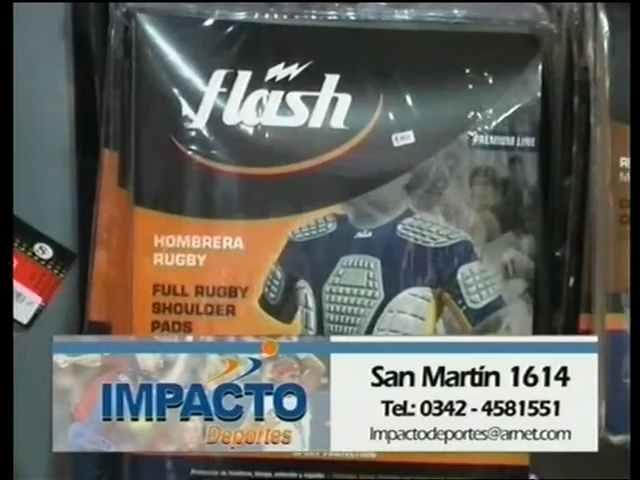 flash
PREMIUM LINE
HOMBRERA
RUGBY
FULL RUGBY
SHOULDER
PADS
IMPACTO
Deportes
San Martín 1614
Tel.: 0342 - 4581551
Impactodeportes@arnet.com